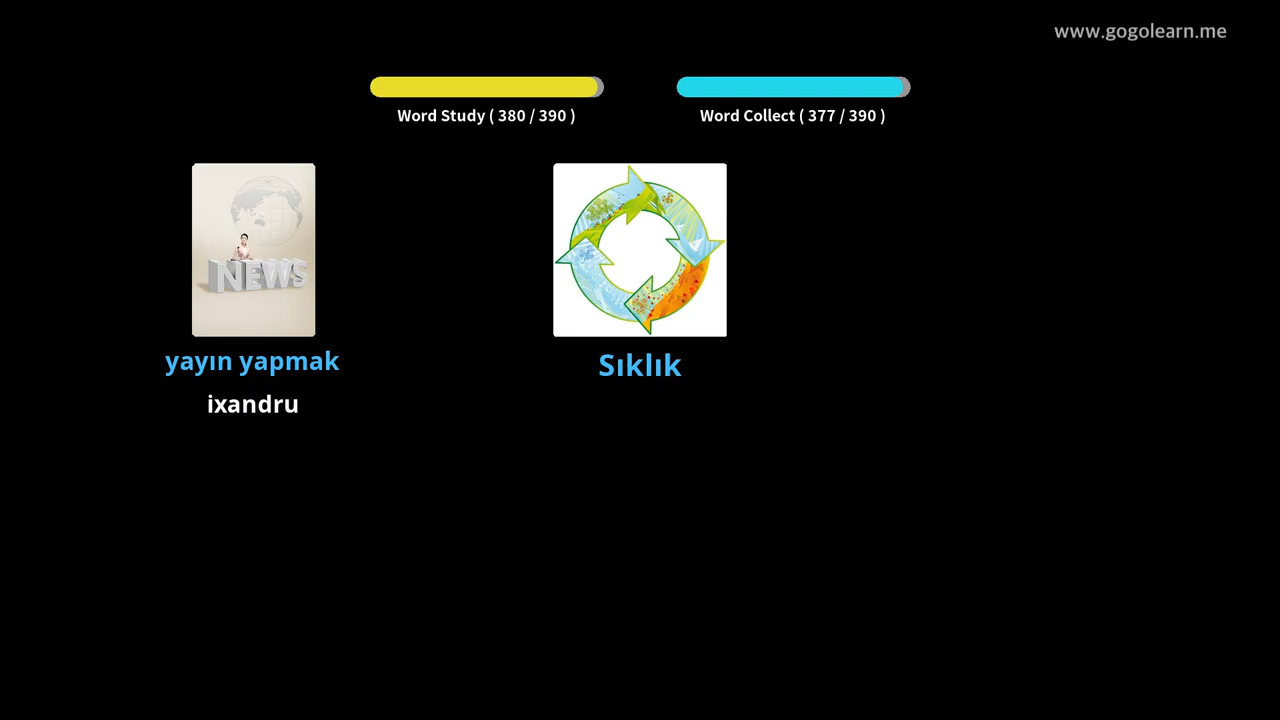 www.gogolearn.me
Word Study ( 380 / 390 )
Word Collect ( 377 / 390 )
NEWS
yayın yapmak
Sıklık
ixandru